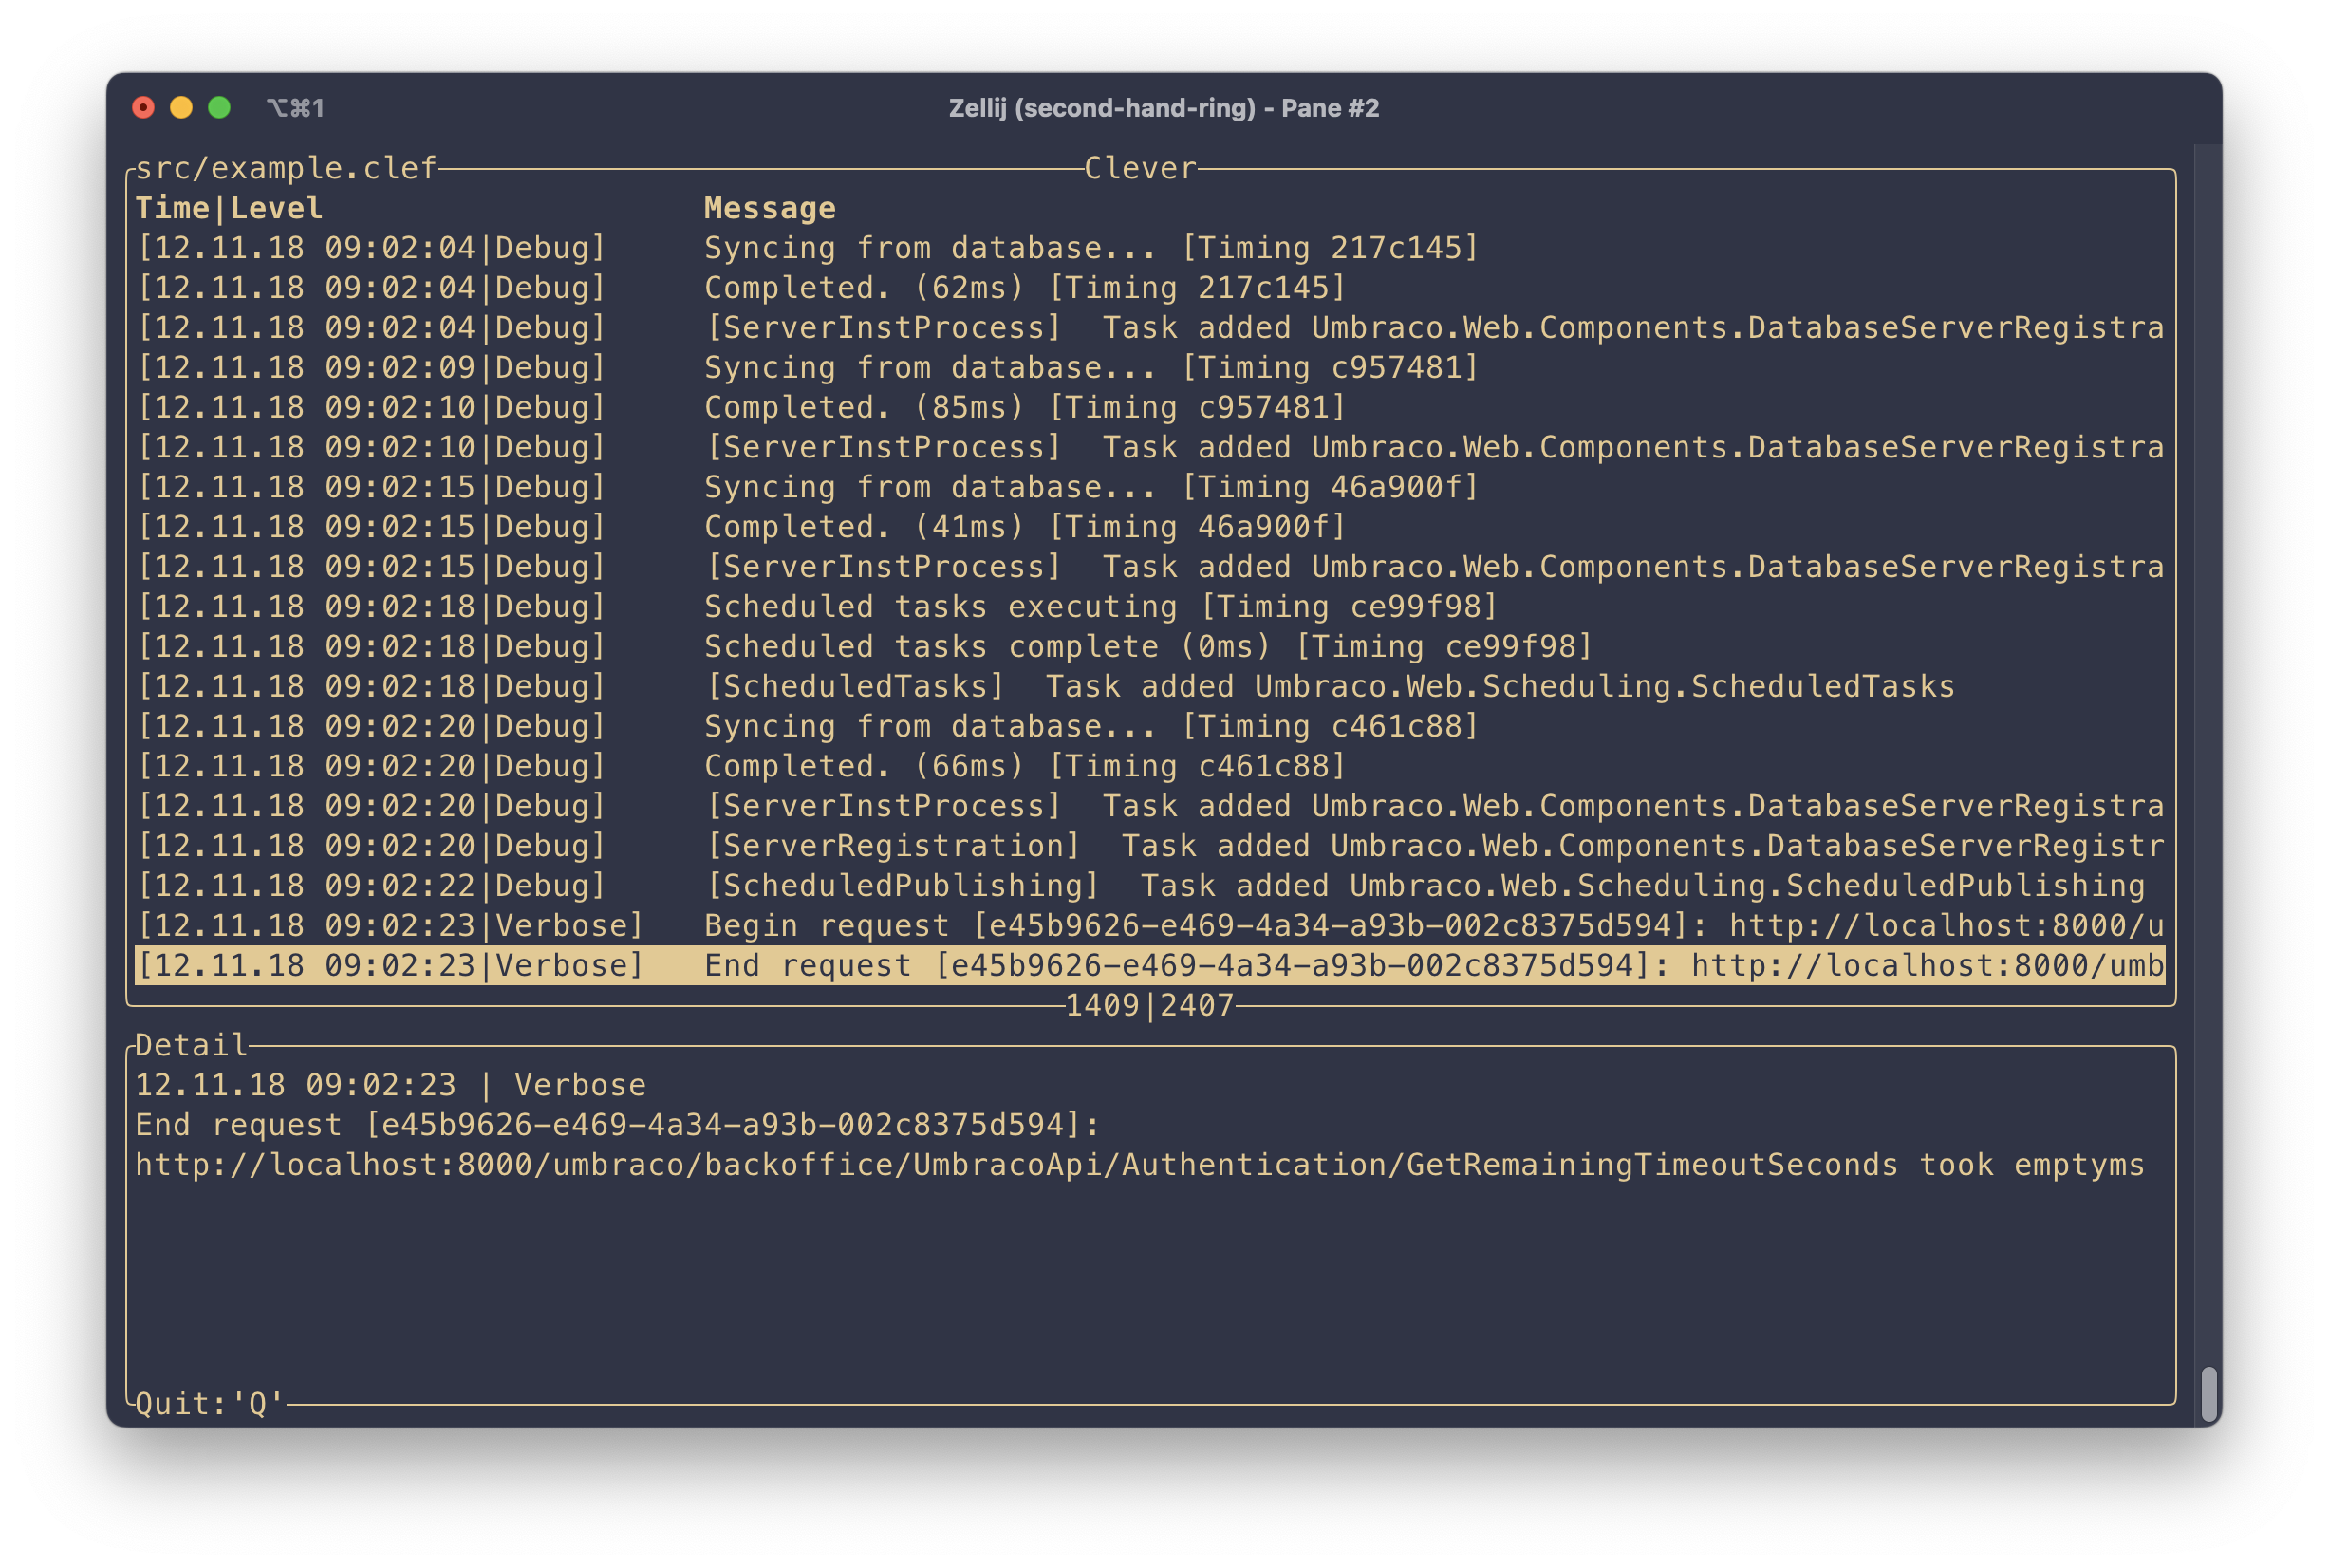 ⌥⌘1 Zellij (second-hand-ring) - Pane #2
src/example.clef Clever
Time|Level Message
[12.11.18 09:02:04|Debug] Syncing from database... [Timing 217c145]
[12.11.18 09:02:04|Debug] Completed. (62ms) [Timing 217c145]
[12.11.18 09:02:04|Debug] [ServerInstProcess]  Task added Umbraco.Web.Components.DatabaseServerRegistra
[12.11.18 09:02:09|Debug] Syncing from database... [Timing c957481]
[12.11.18 09:02:10|Debug] Completed. (85ms) [Timing c957481]
[12.11.18 09:02:10|Debug] [ServerInstProcess]  Task added Umbraco.Web.Components.DatabaseServerRegistra
[12.11.18 09:02:15|Debug] Syncing from database... [Timing 46a900f]
[12.11.18 09:02:15|Debug] Completed. (41ms) [Timing 46a900f]
[12.11.18 09:02:15|Debug] [ServerInstProcess]  Task added Umbraco.Web.Components.DatabaseServerRegistra
[12.11.18 09:02:18|Debug] Scheduled tasks executing [Timing ce99f98]
[12.11.18 09:02:18|Debug] Scheduled tasks complete (0ms) [Timing ce99f98]
[12.11.18 09:02:18|Debug] [ScheduledTasks]  Task added Umbraco.Web.Scheduling.ScheduledTasks
[12.11.18 09:02:20|Debug] Syncing from database... [Timing c461c88]
[12.11.18 09:02:20|Debug] Completed. (66ms) [Timing c461c88]
[12.11.18 09:02:20|Debug] [ServerInstProcess]  Task added Umbraco.Web.Components.DatabaseServerRegistra
[12.11.18 09:02:20|Debug] [ServerRegistration]  Task added Umbraco.Web.Components.DatabaseServerRegistr
[12.11.18 09:02:22|Debug] [ScheduledPublishing]  Task added Umbraco.Web.Scheduling.ScheduledPublishing
[12.11.18 09:02:23|Verbose] Begin request [e45b9626-e469-4a34-a93b-002c8375d594]: http://localhost:8000/u
[12.11.18 09:02:23|Verbose] End request [e45b9626-e469-4a34-a93b-002c8375d594]: http://localhost:8000/umb
1409|2407
Detail
12.11.18 09:02:23 | Verbose
End request [e45b9626-e469-4a34-a93b-002c8375d594]:
http://localhost:8000/umbraco/backoffice/UmbracoApi/Authentication/GetRemainingTimeoutSeconds took emptyms
Quit:'Q'